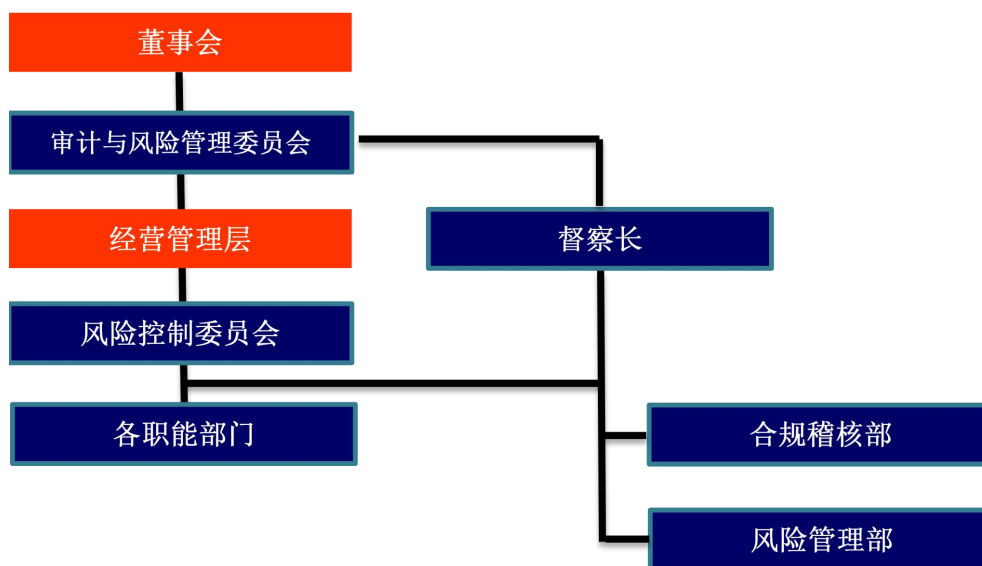 董事会
审计与风险管理委员会
经营管理层
督察长
风险控制委员会
各职能部门
合规稽核部
风险管理部